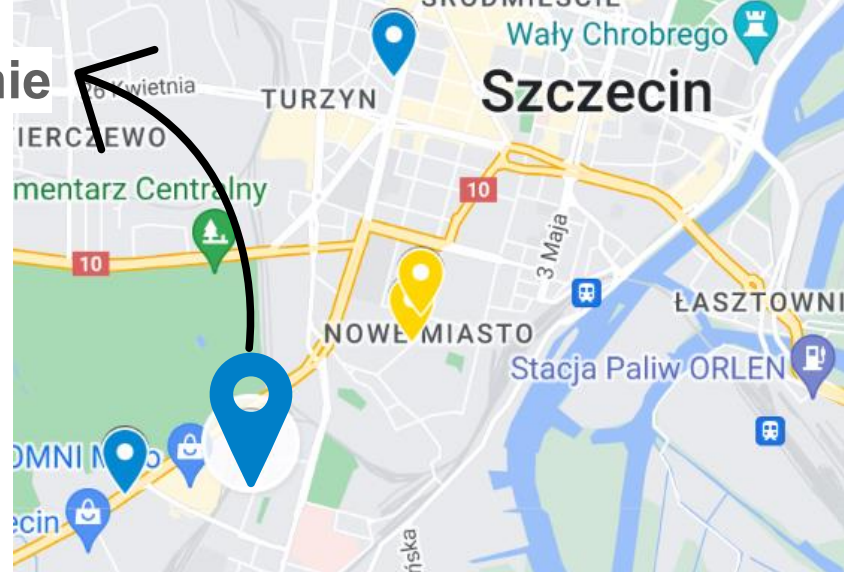 Wały Chrobrego
Szczecin
nie
26 Kwietnia
TURZYN
IERCZEWO
mentarz Centralny
10
3 Maja
10
NOWE MIASTO
ŁASZTOWNI
Stacja Paliw ORLEN
OMNI
ecin
ńska